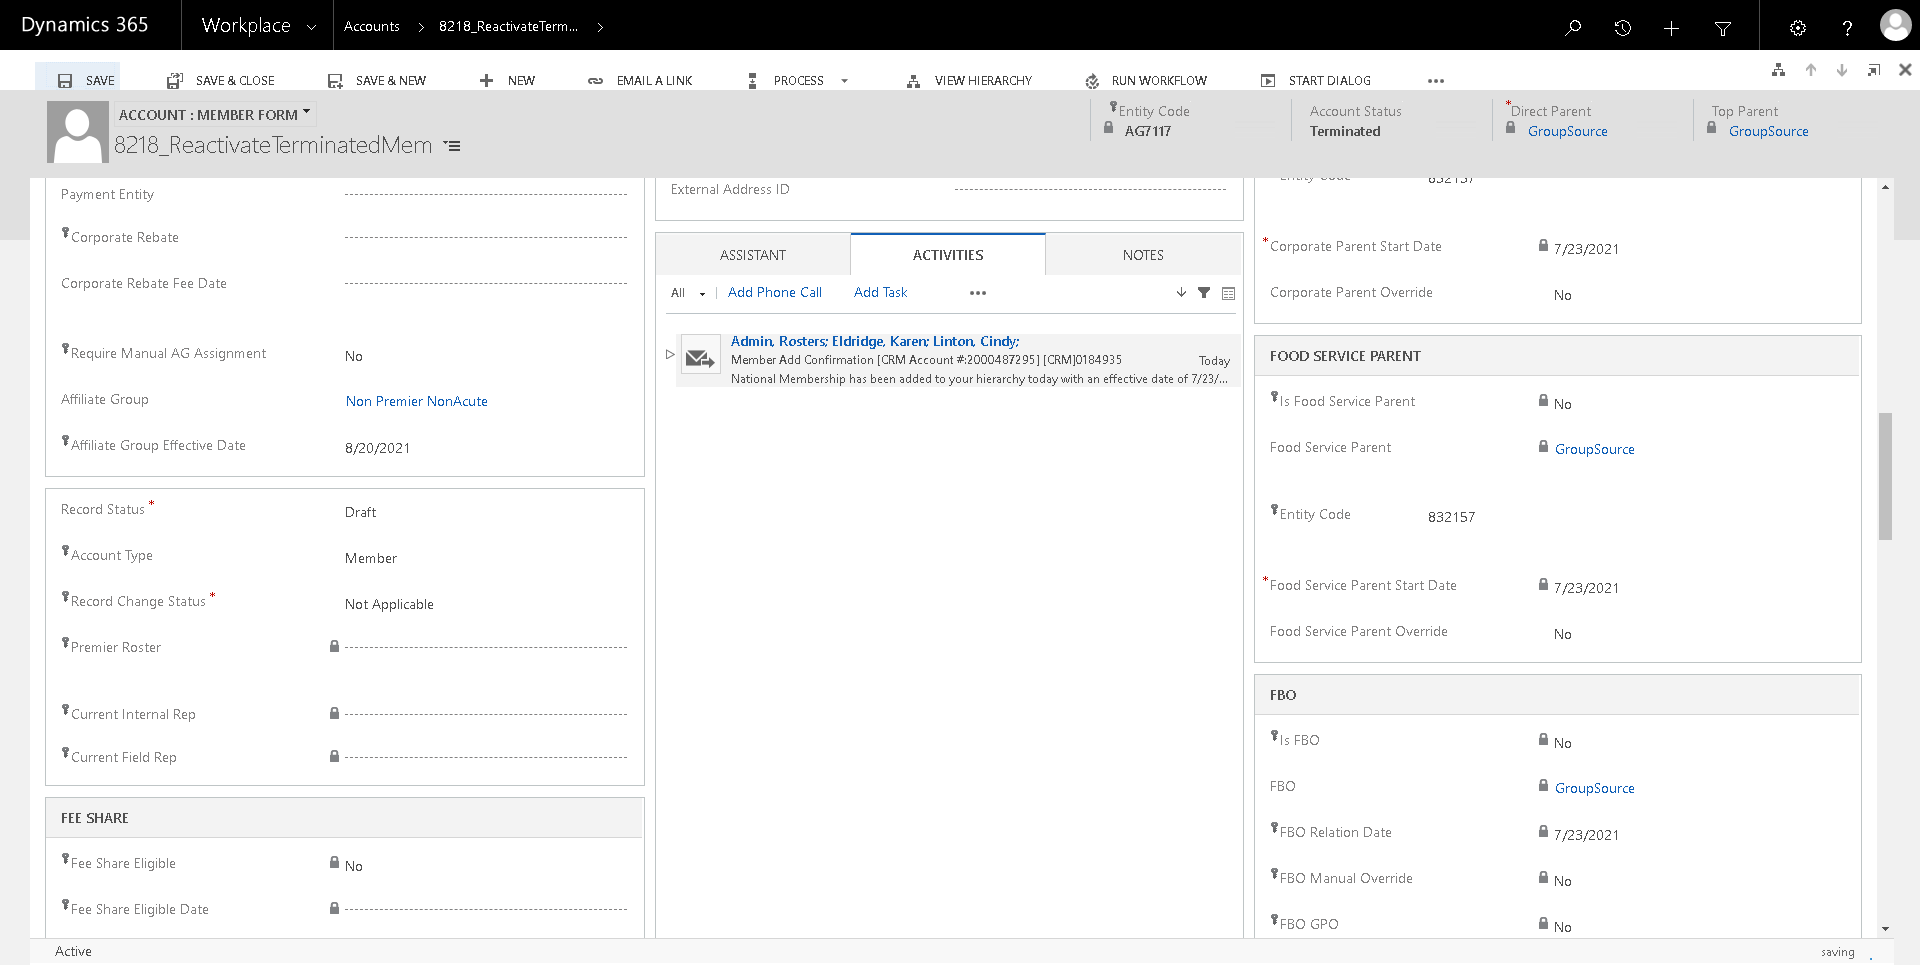 Dynamics 365
Workplace
Accounts
8218_ReactivateTerm...
SAVE
SAVE & CLOSE
SAVE & NEW
NEW
EMAIL A LINK
PROCESS
VIEW HIERARCHY
RUN WORKFLOW
START DIALOG
ACCOUNT : MEMBER FORM
8218_ReactivateTerminatedMem
Entity Code
AG7117
Account Status
Terminated
*Direct Parent
GroupSource
Top Parent
GroupSource
Payment Entity
Corporate Rebate
Corporate Rebate Fee Date
Require Manual AG Assignment
No
Affiliate Group
Non Premier NonAcute
Affiliate Group Effective Date
8/20/2021
Record Status *
Draft
Account Type
Member
Record Change Status *
Not Applicable
Premier Roster
Current Internal Rep
Current Field Rep
FEE SHARE
Fee Share Eligible
No
Fee Share Eligible Date
External Address ID
ASSISTANT
ACTIVITIES
NOTES
All
Add Phone Call
Add Task
Admin, Rosters; Eldridge, Karen; Linton, Cindy;
Member Add Confirmation [CRM Account #:2000487295] [CRM]0184935
Today
National Membership has been added to your hierarchy today with an effective date of 7/23/...
Entity Code
832157
*Corporate Parent Start Date
7/23/2021
Corporate Parent Override
No
FOOD SERVICE PARENT
Is Food Service Parent
No
Food Service Parent
GroupSource
Entity Code
832157
*Food Service Parent Start Date
7/23/2021
Food Service Parent Override
No
FBO
Is FBO
No
FBO
GroupSource
FBO Relation Date
7/23/2021
FBO Manual Override
No
FBO GPO
No
Active
saving